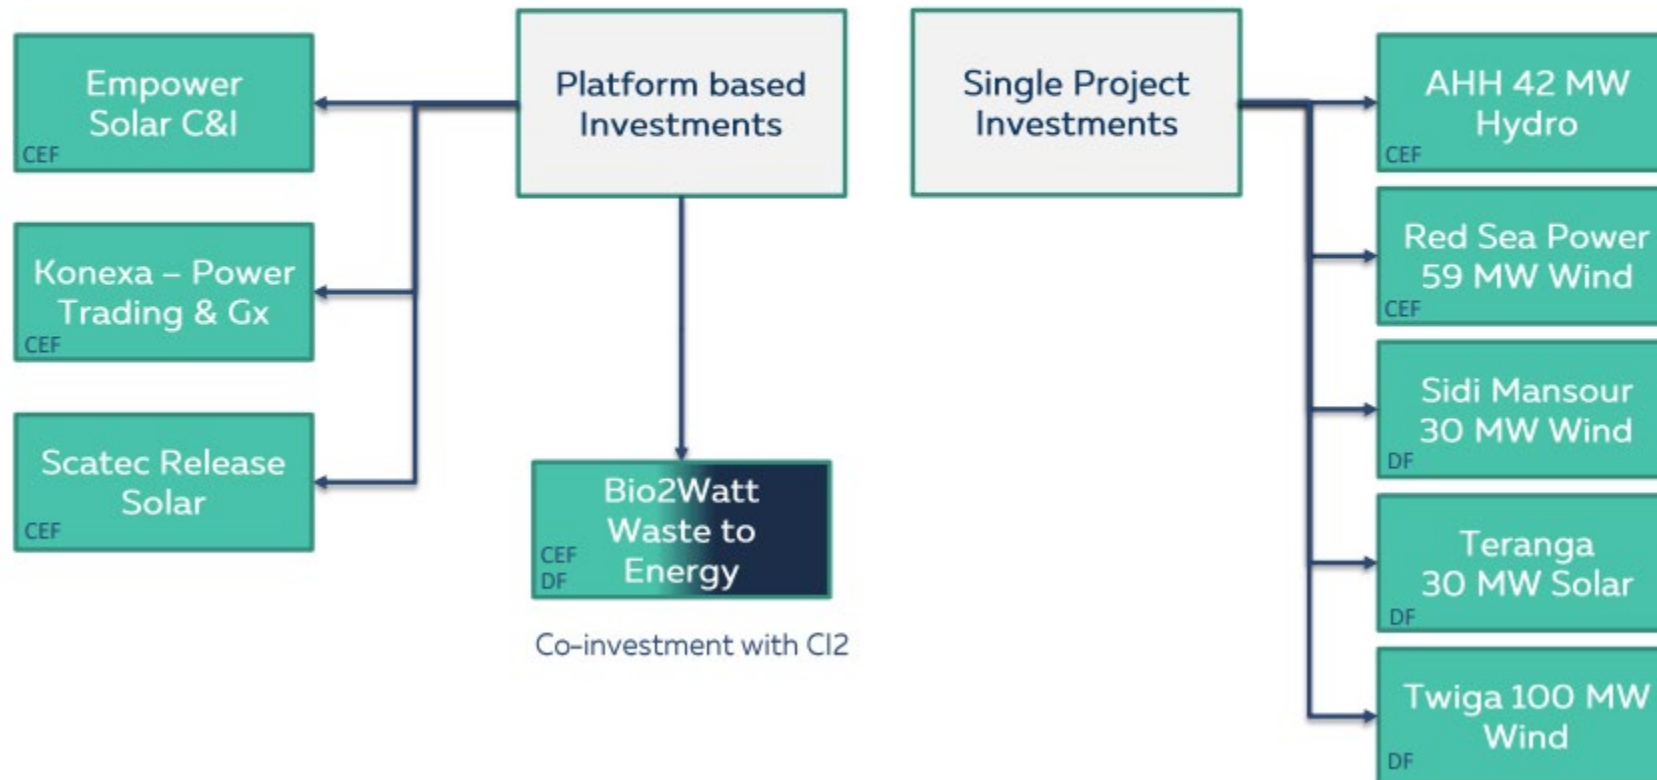 Platform based
Investments
Empower
Solar C&I
CEF
Konexa – Power
Trading & Gx
CEF
Scatec Release
Solar
CEF
Bio2Watt
Waste to
Energy
CEF
DF
Co-investment with CI2
Single Project
Investments
AHH 42 MW
Hydro
CEF
Red Sea Power
59 MW Wind
CEF
Sidi Mansour
30 MW Wind
DF
Teranga
30 MW Solar
DF
Twiga 100 MW
Wind
DF